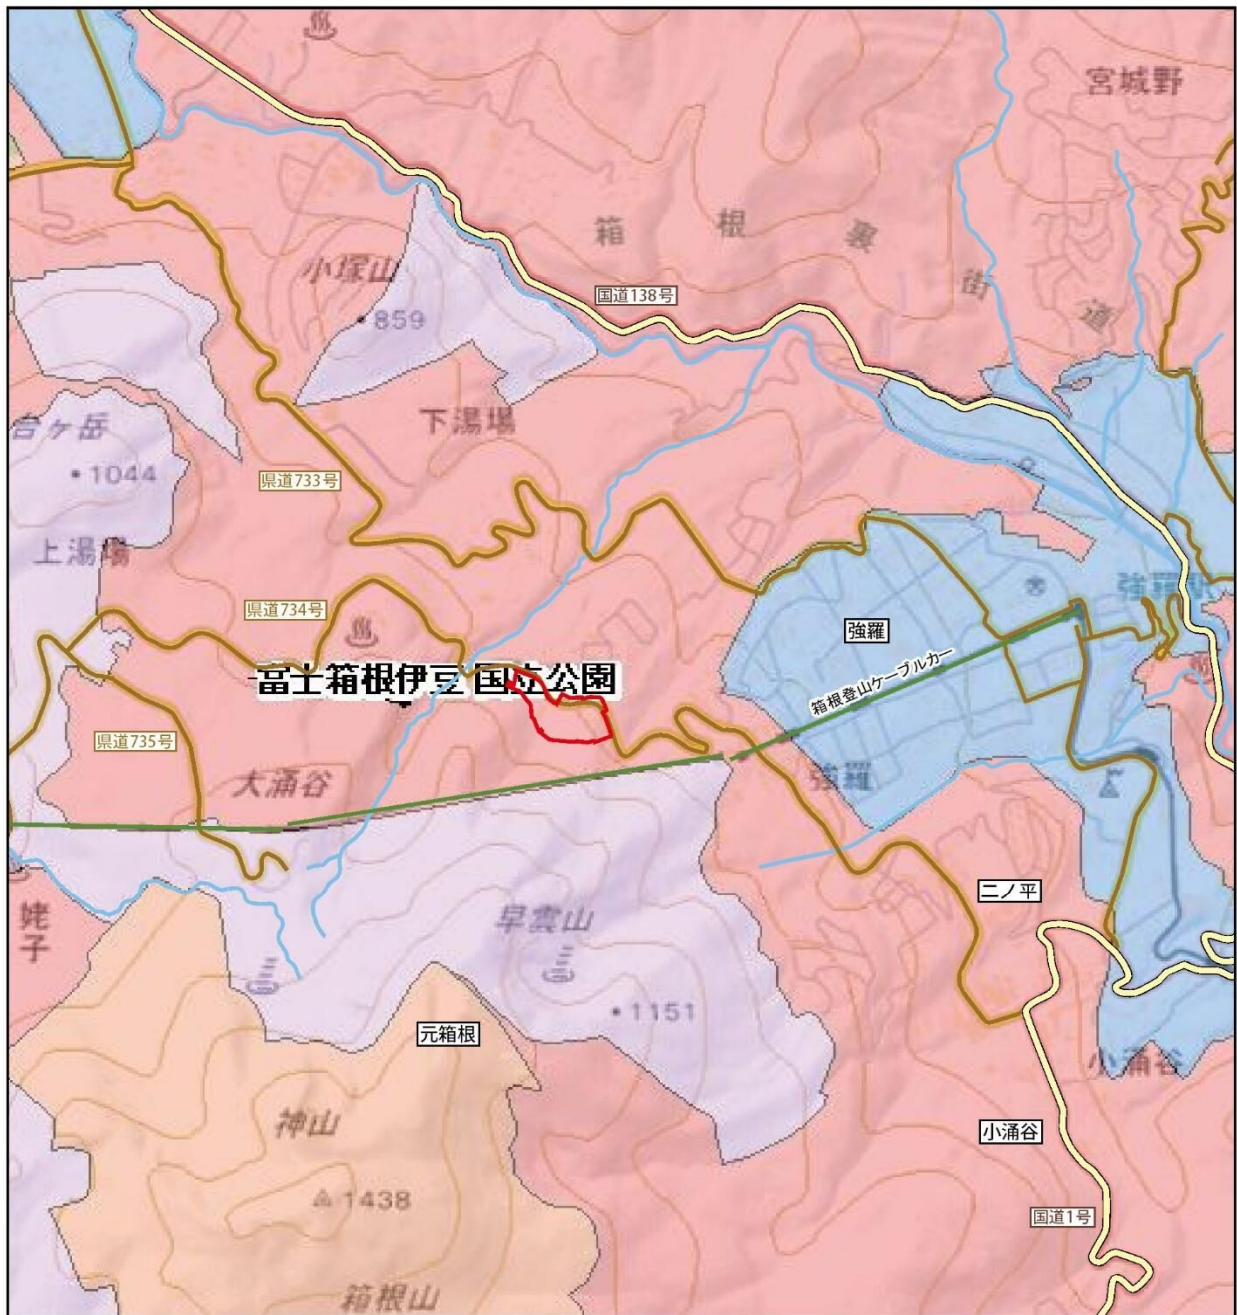 宮城野
箱根裏街道
小塚山
国道138号
859
台ヶ岳
下湯場
1044
県道733号
上湯場
強羅駅
県道734号
強羅
箱根登山ケーブルカー
富士箱根伊豆国立公園
県道735号
大涌谷
強羅
二ノ平
姥子
早雲山
1151
元箱根
小涌谷
神山
小涌谷
1438
国道1号
箱根山